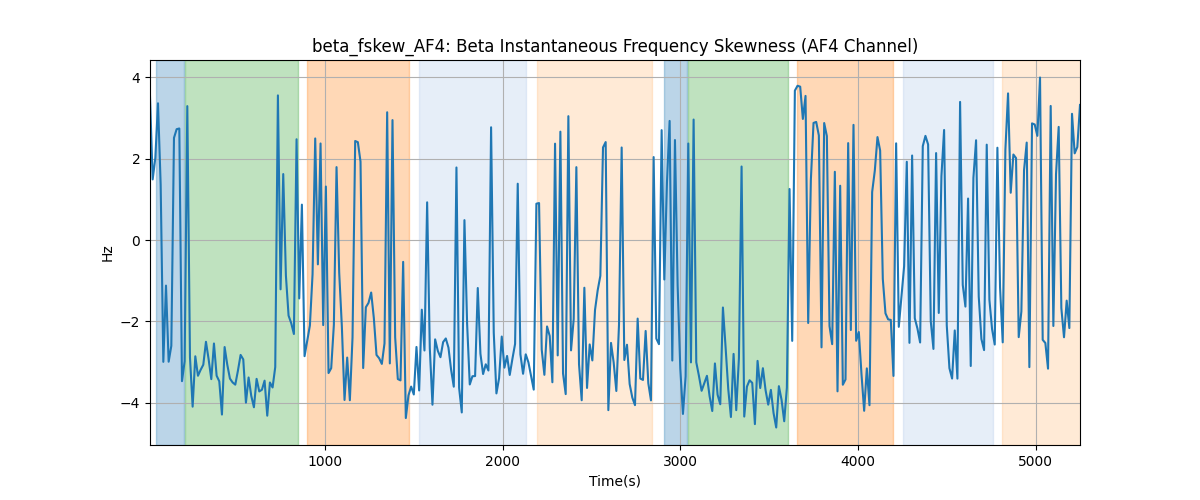 beta_fskew_AF4: Beta Instantaneous Frequency Skewness (AF4 Channel)
4
2
0
−2
−4
Hz
1000 2000 3000 4000 5000
Time(s)